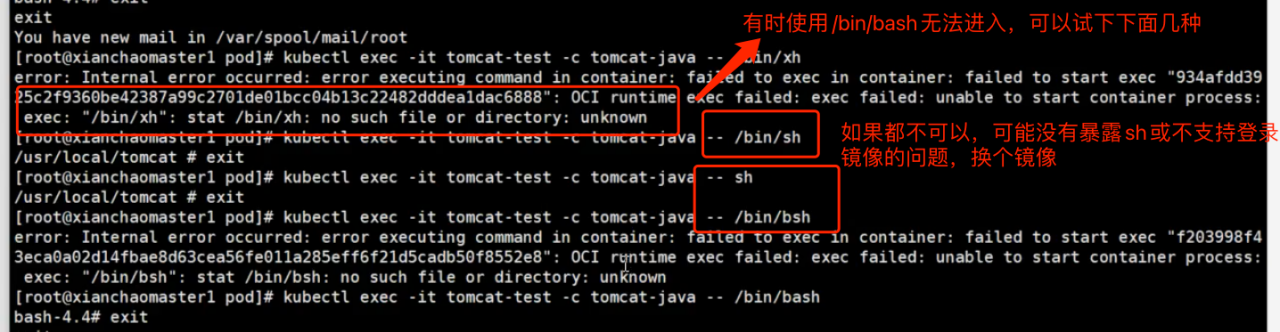 bash-4.4# exit
exit
You have new mail in /var/spool/mail/root
[root@xianchaomaster1 pod]# kubectl exec -it tomcat-test -c tomcat-java -- /bin/xh
error: Internal error occurred: error executing command in container: failed to exec in container: failed to start exec "934afdd39
25c2f9360be42387a99c2701de01bcc04b13c22482dddea1dac6888": OCI runtime exec failed: exec failed: unable to start container process:
exec: "/bin/xh": stat /bin/xh: no such file or directory: unknown
[root@xianchaomaster1 pod]# kubectl exec -it tomcat-test -c tomcat-java -- /bin/sh
/usr/local/tomcat # exit
[root@xianchaomaster1 pod]# kubectl exec -it tomcat-test -c tomcat-java -- sh
/usr/local/tomcat # exit
[root@xianchaomaster1 pod]# kubectl exec -it tomcat-test -c tomcat-java -- /bin/bsh
error: Internal error occurred: error executing command in container: failed to exec in container: failed to start exec "f203998f4
3eca0a02d14fbae8d63cea56fe011a285eff6f21d5cadb50f8552e8": OCI runtime exec failed: exec failed: unable to start container process:
exec: "/bin/bsh": stat /bin/bsh: no such file or directory: unknown
[root@xianchaomaster1 pod]# kubectl exec -it tomcat-test -c tomcat-java -- /bin/bash
bash-4.4# exit
有时使用/bin/bash无法进入，可以试下下面几种
如果都不可以，可能没有暴露sh或不支持登录
镜像的问题，换个镜像